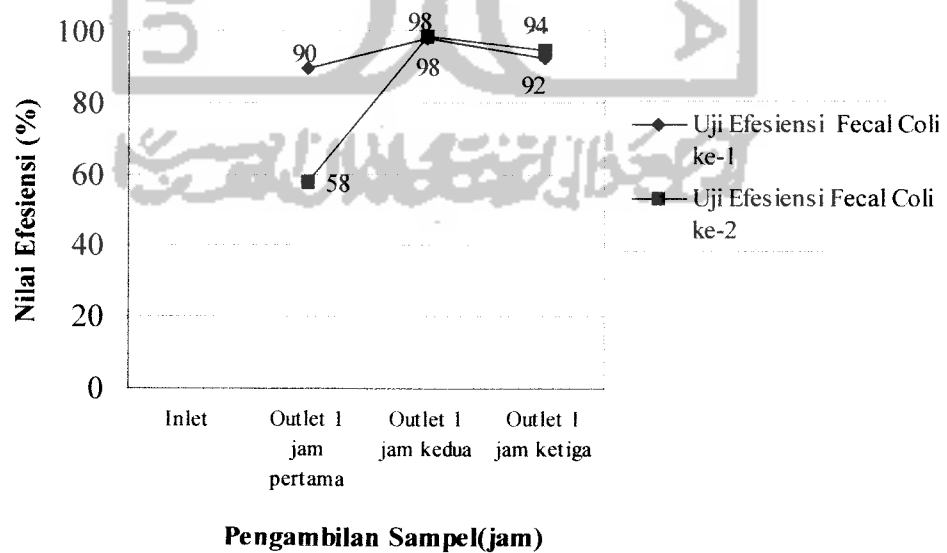 100
80
60
40
20
0
Nilai Efesiensi (%)
90
58
98
98
94
92
Inlet
Outlet 1
jam
pertama
Outlet 1
jam kedua
Outlet 1
jam ketiga
Pengambilan Sampel(jam)
Uji Efesiensi Fecal Coli
ke-1
Uji Efesiensi Fecal Coli
ke-2